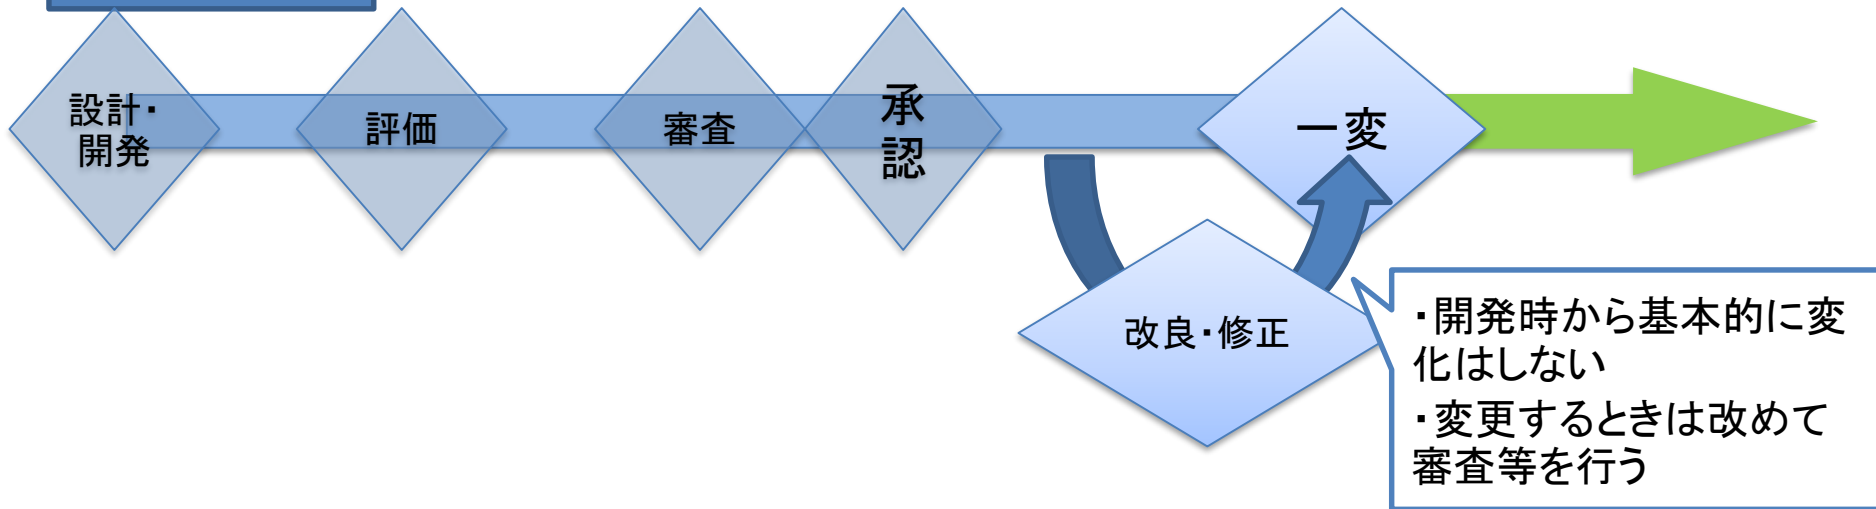 設計・
開発
評価
審査
承
認
一変
改良・修正
・開発時から基本的に変
化はしない
・変更するときは改めて
審査等を行う